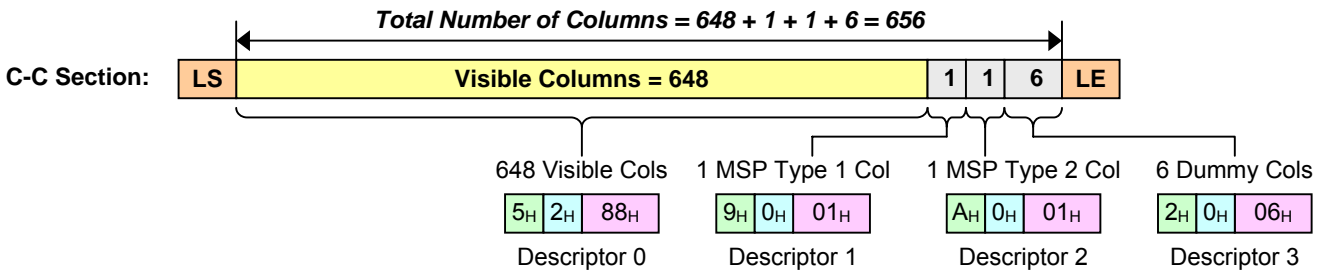 Total Number of Columns = 648 + 1 + 1 + 6 = 656
C-C Section: LS Visible Columns = 648 1 1 6 LE
648 Visible Cols 1 MSP Type 1 Col 1 MSP Type 2 Col 6 Dummy Cols
5H 2H 88H 9H 0H 01H AH 0H 01H 2H 0H 06H
Descriptor 0 Descriptor 1 Descriptor 2 Descriptor 3